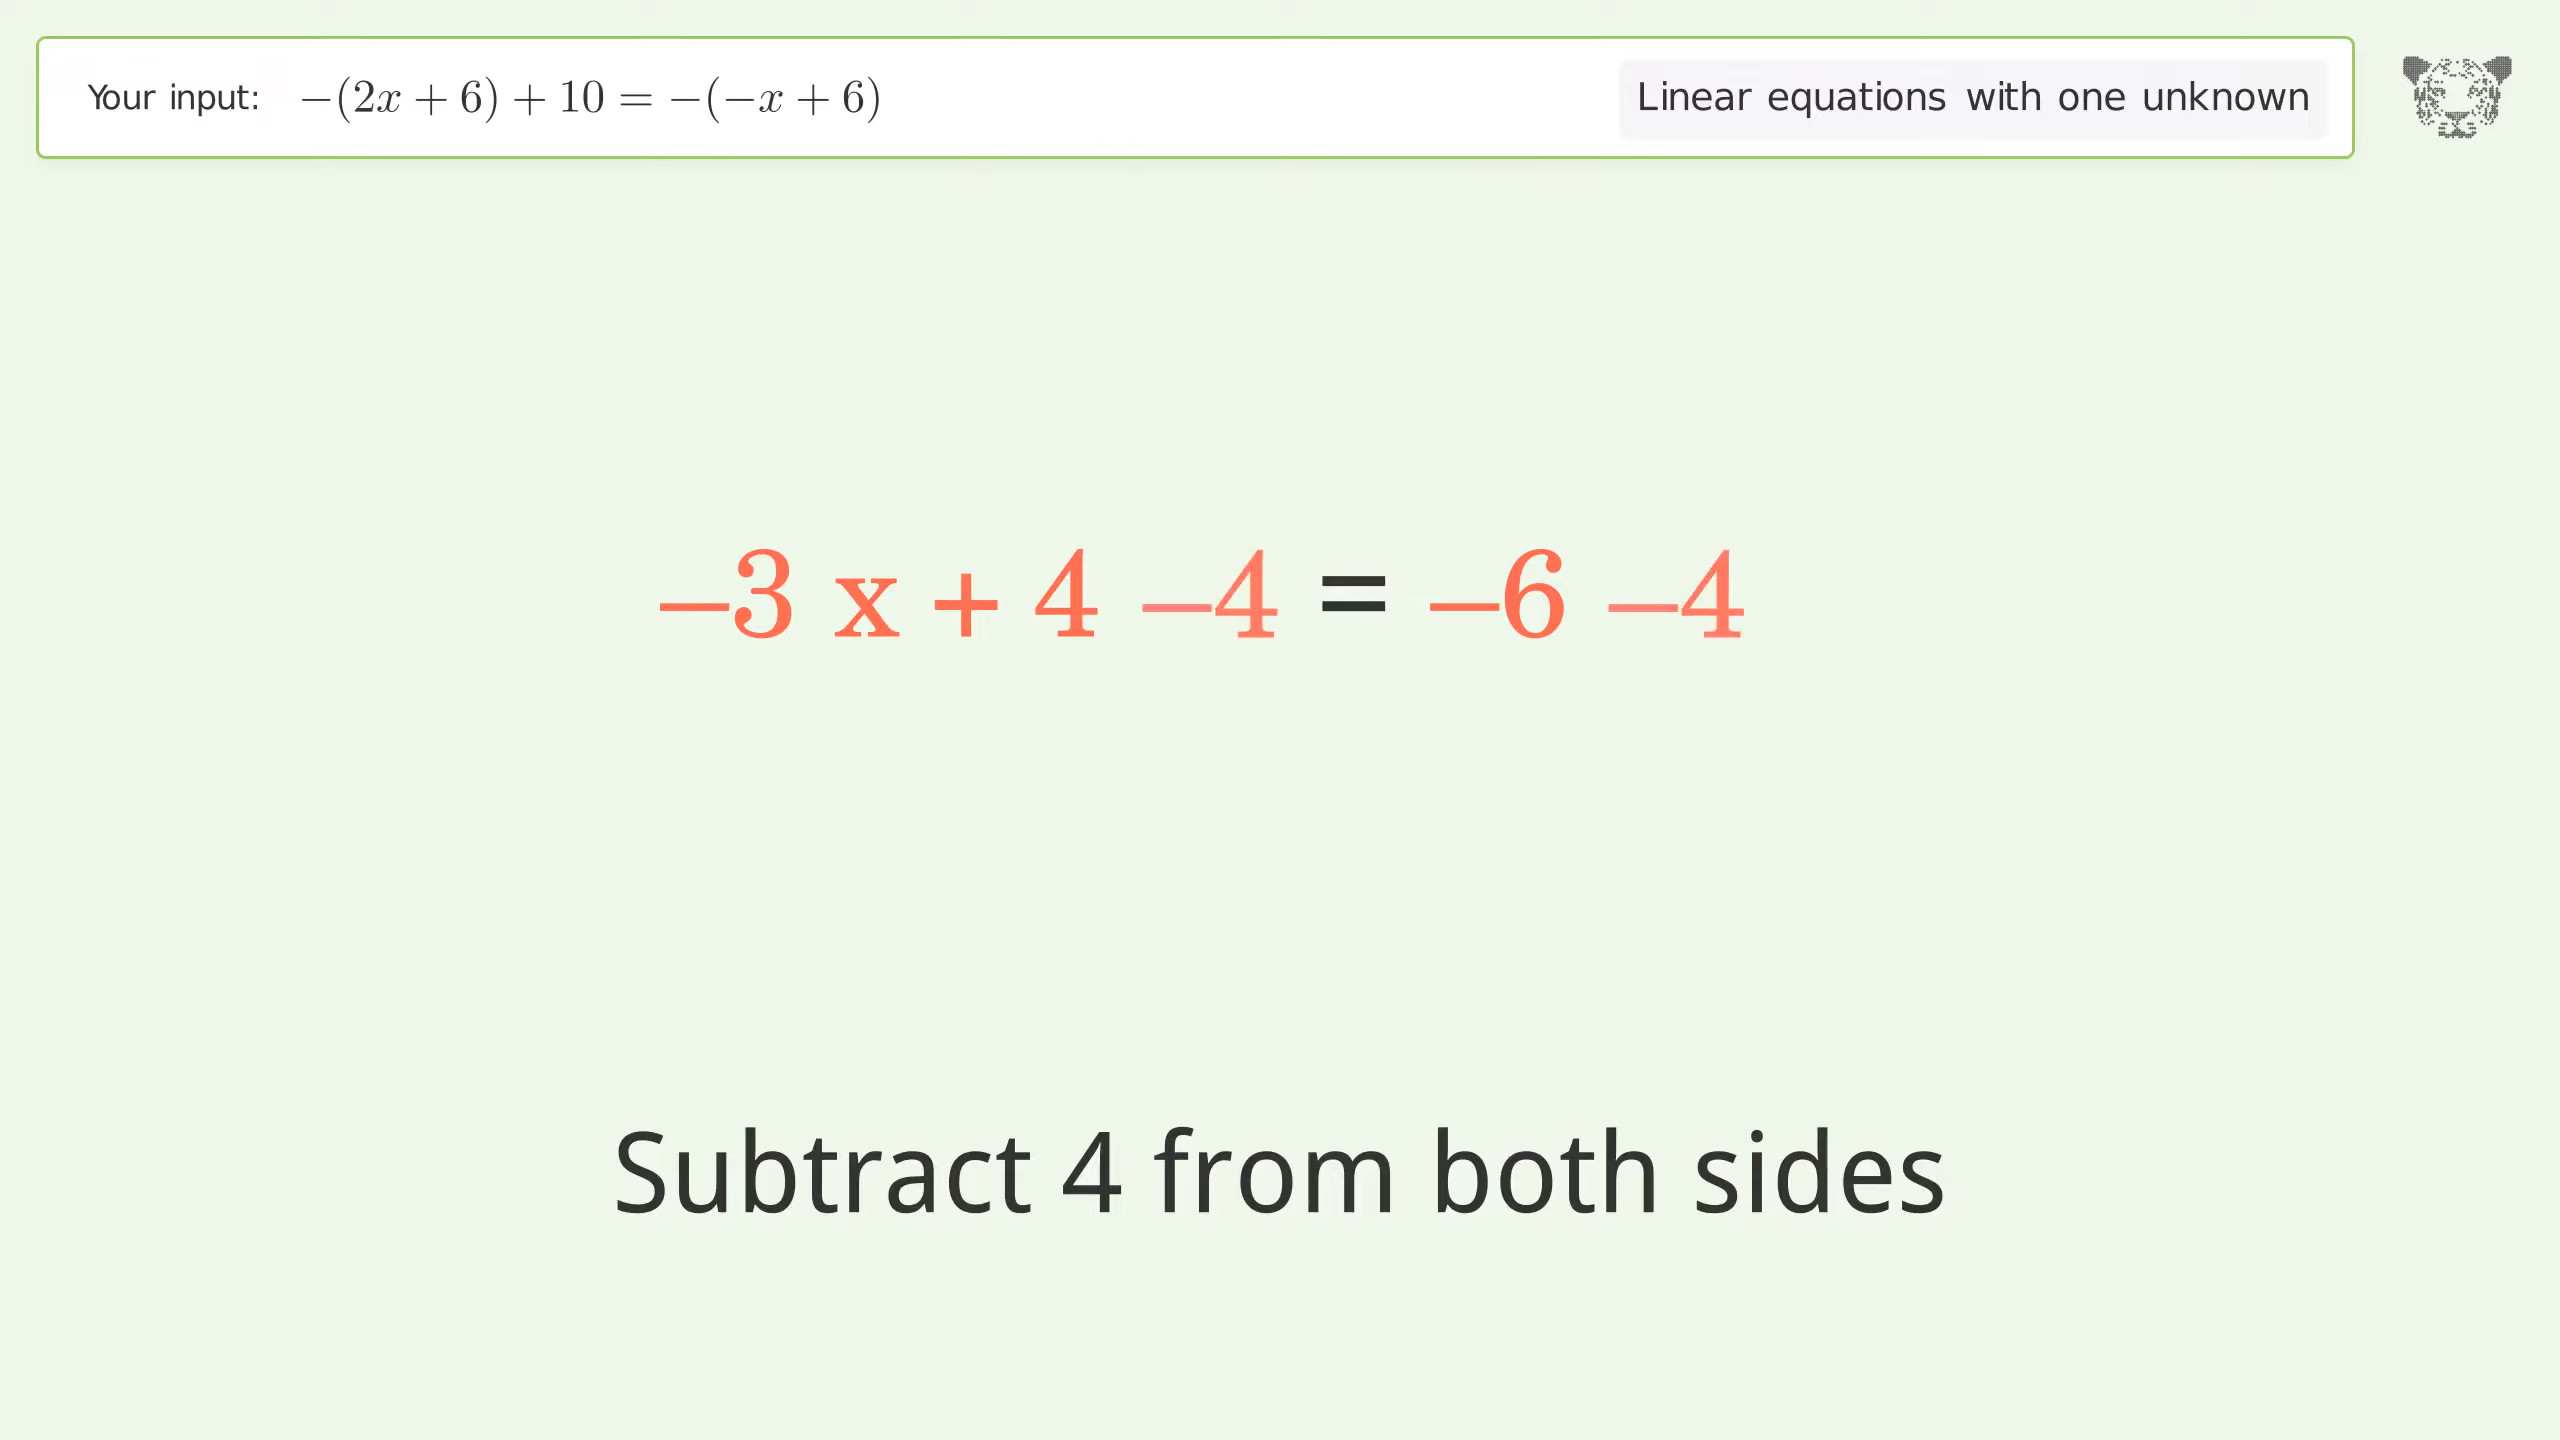 Your input: −(2x + 6) + 10 = −(−x + 6)
Linear equations with one unknown
−3 x + 4 −4 = −6 −4
Subtract 4 from both sides